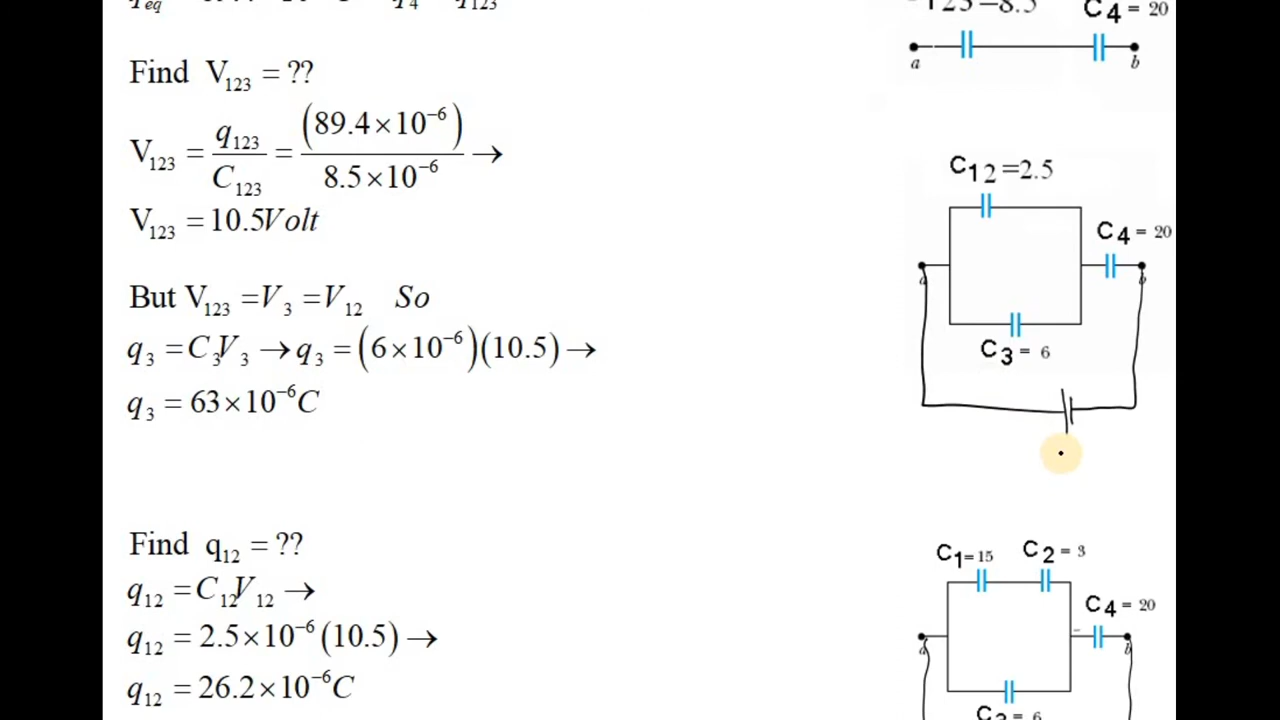 Find V₁₂₃ = ??
V₁₂₃ = q₁₂₃ / C₁₂₃ = (89.4×10⁻⁶) / 8.5×10⁻⁶ →
V₁₂₃ = 10.5Volt
But V₁₂₃ = V₃ = V₁₂ So
q₃ = C₃V₃ → q₃ = (6×10⁻⁶)(10.5) →
q₃ = 63×10⁻⁶C
Find q₁₂ = ??
q₁₂ = C₁₂V₁₂ →
q₁₂ = 2.5×10⁻⁶(10.5) →
q₁₂ = 26.2×10⁻⁶C
C₄ = 20
a b
C₁₂=2.5
C₄ = 20
C₃ = 6
C₁=15 C₂ = 3
C₄ = 20
C₃ = 6